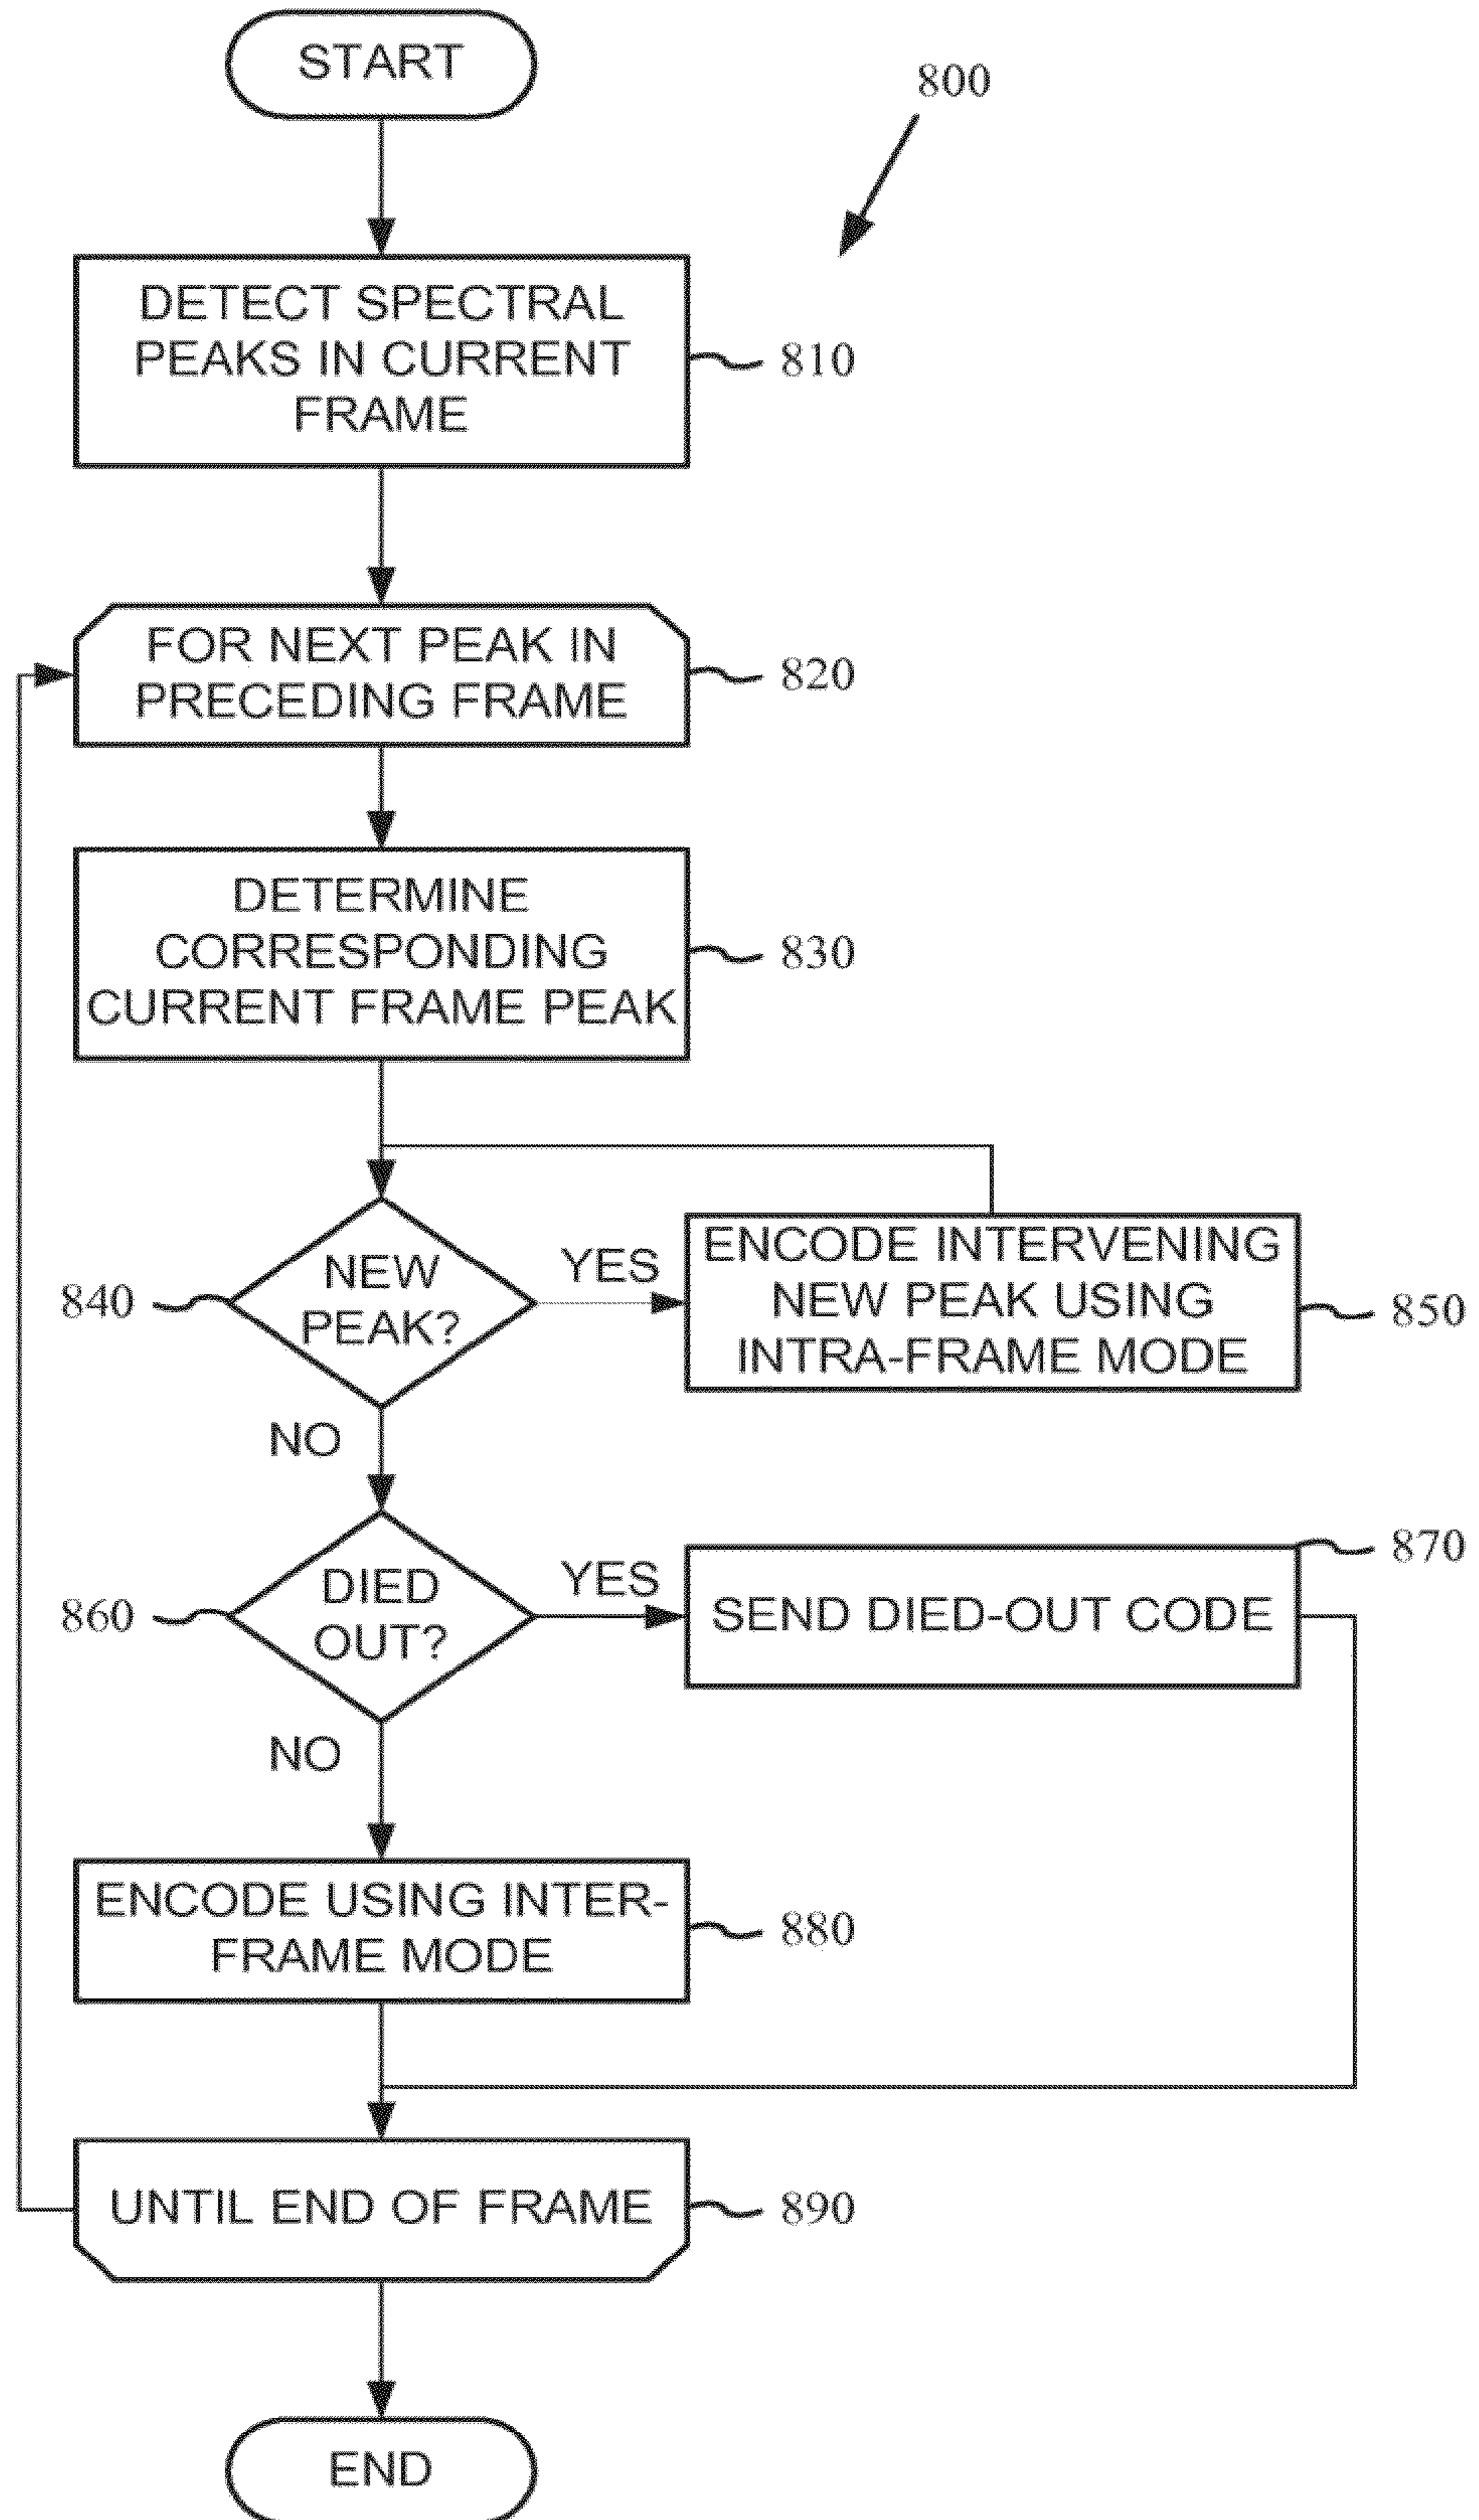 START
800
DETECT SPECTRAL
PEAKS IN CURRENT
FRAME
810
FOR NEXT PEAK IN
PRECEDING FRAME
820
DETERMINE
CORRESPONDING
CURRENT FRAME PEAK
830
840
NEW
PEAK?
YES
ENCODE INTERVENING
NEW PEAK USING
INTRA-FRAME MODE
850
NO
860
DIED
OUT?
YES
SEND DIED-OUT CODE
870
NO
ENCODE USING INTER-
FRAME MODE
880
UNTIL END OF FRAME
890
END